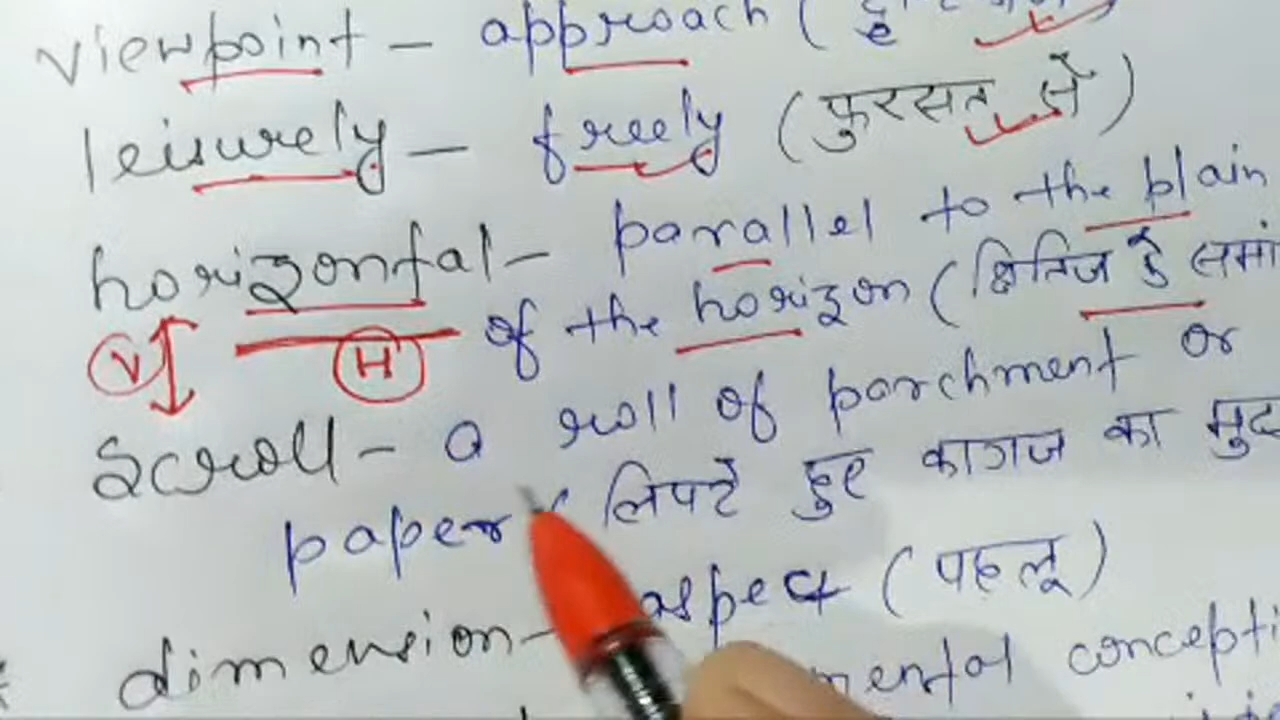 viewpoint - approach (
leisurely - freely (फुरसत से)
horizontal - parallel to the plain
V H of the horizon (क्षितिज के समां
scroll - a roll of parchment or
paper ( लिपटे हुए कागज का
dimension - aspect (पहलू)
mental concepti